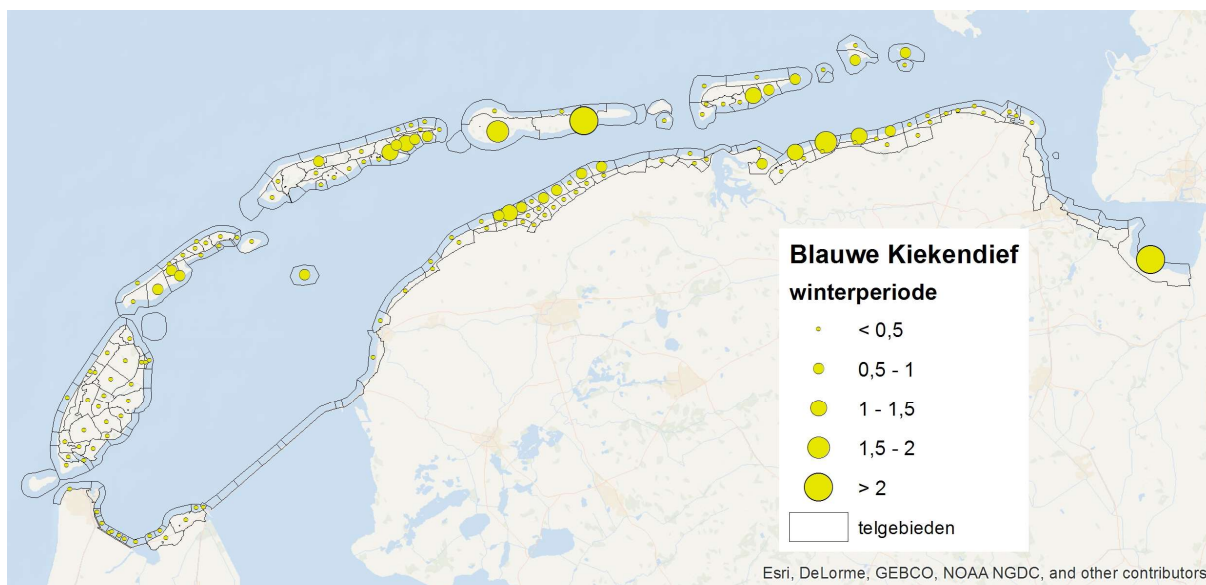 Blauwe Kiekendief
winterperiode
< 0,5
0,5 - 1
1 - 1,5
1,5 - 2
> 2
telgebieden
Esri, DeLorme, GEBCO, NOAA NGDC, and other contributors